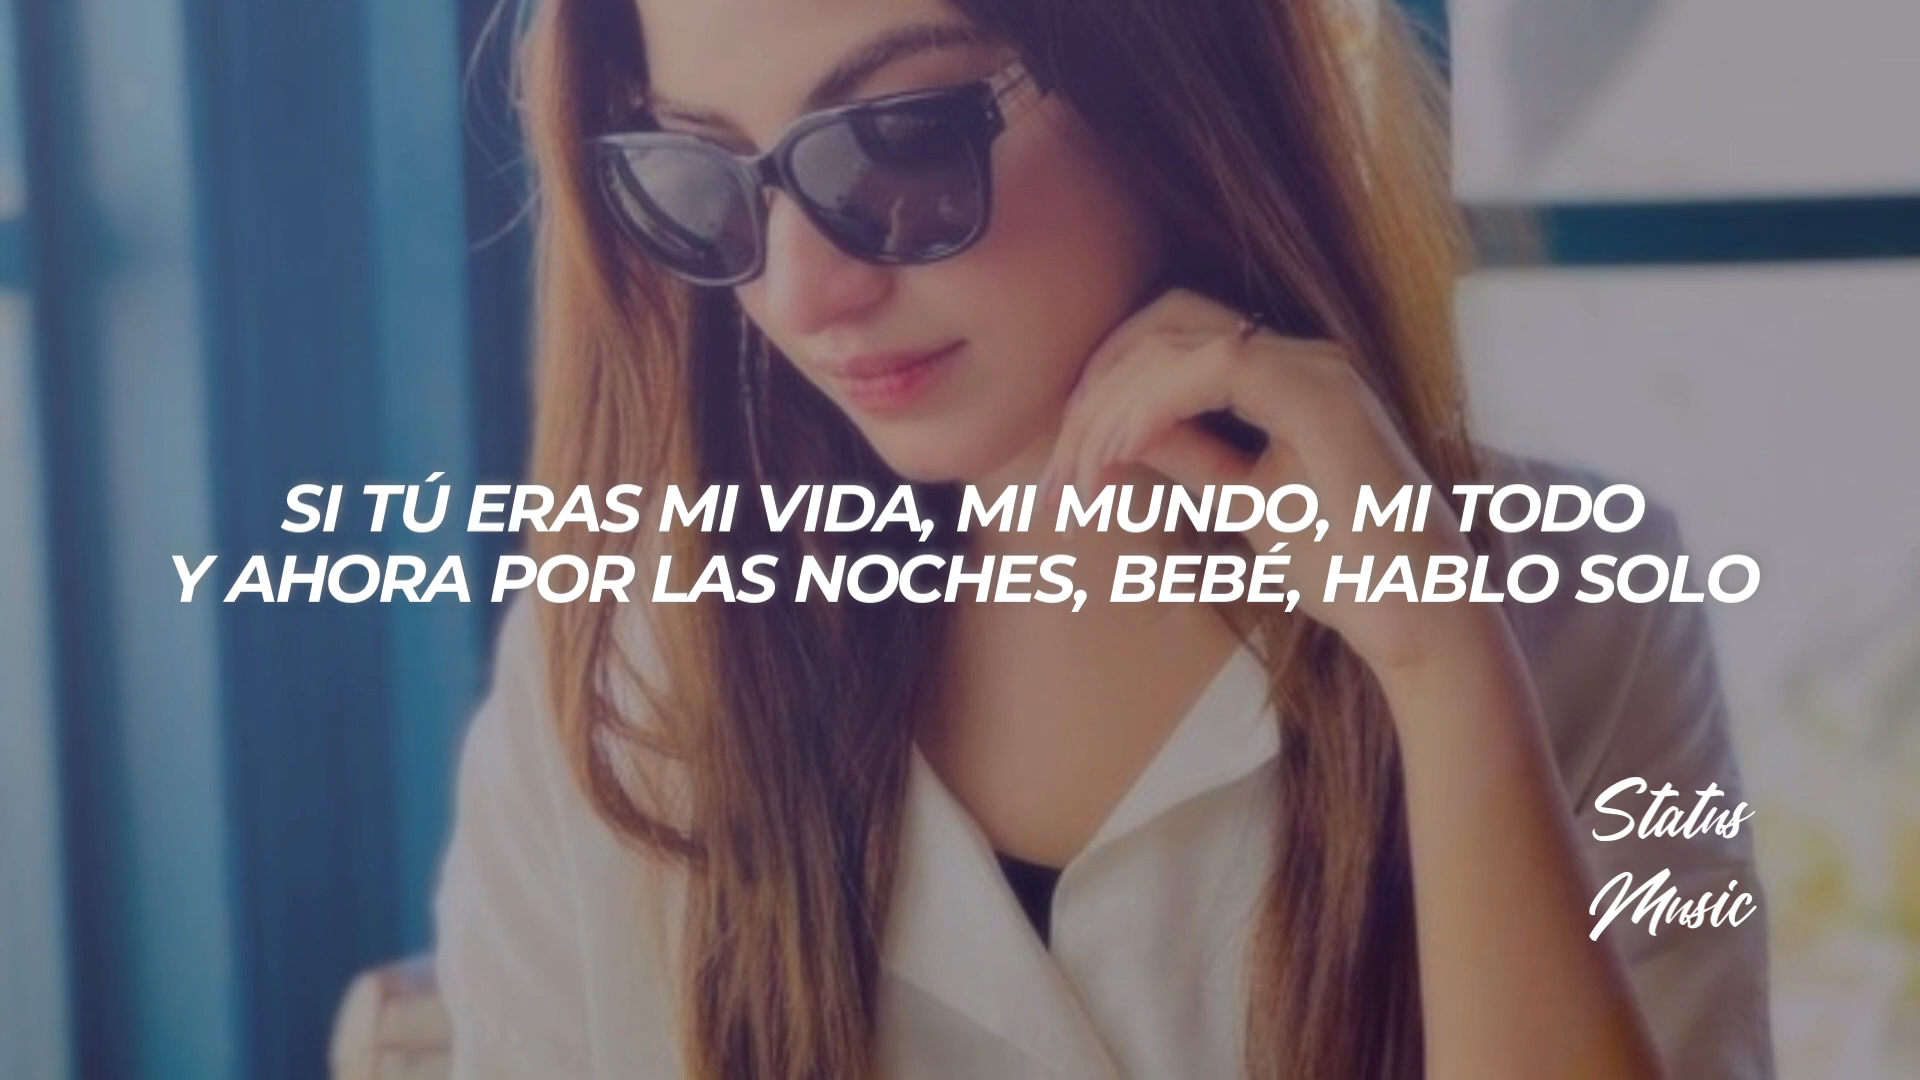 SI TÚ ERAS MI VIDA, MI MUNDO, MI TODO
Y AHORA POR LAS NOCHES, BEBÉ, HABLO SOLO
Status
Music